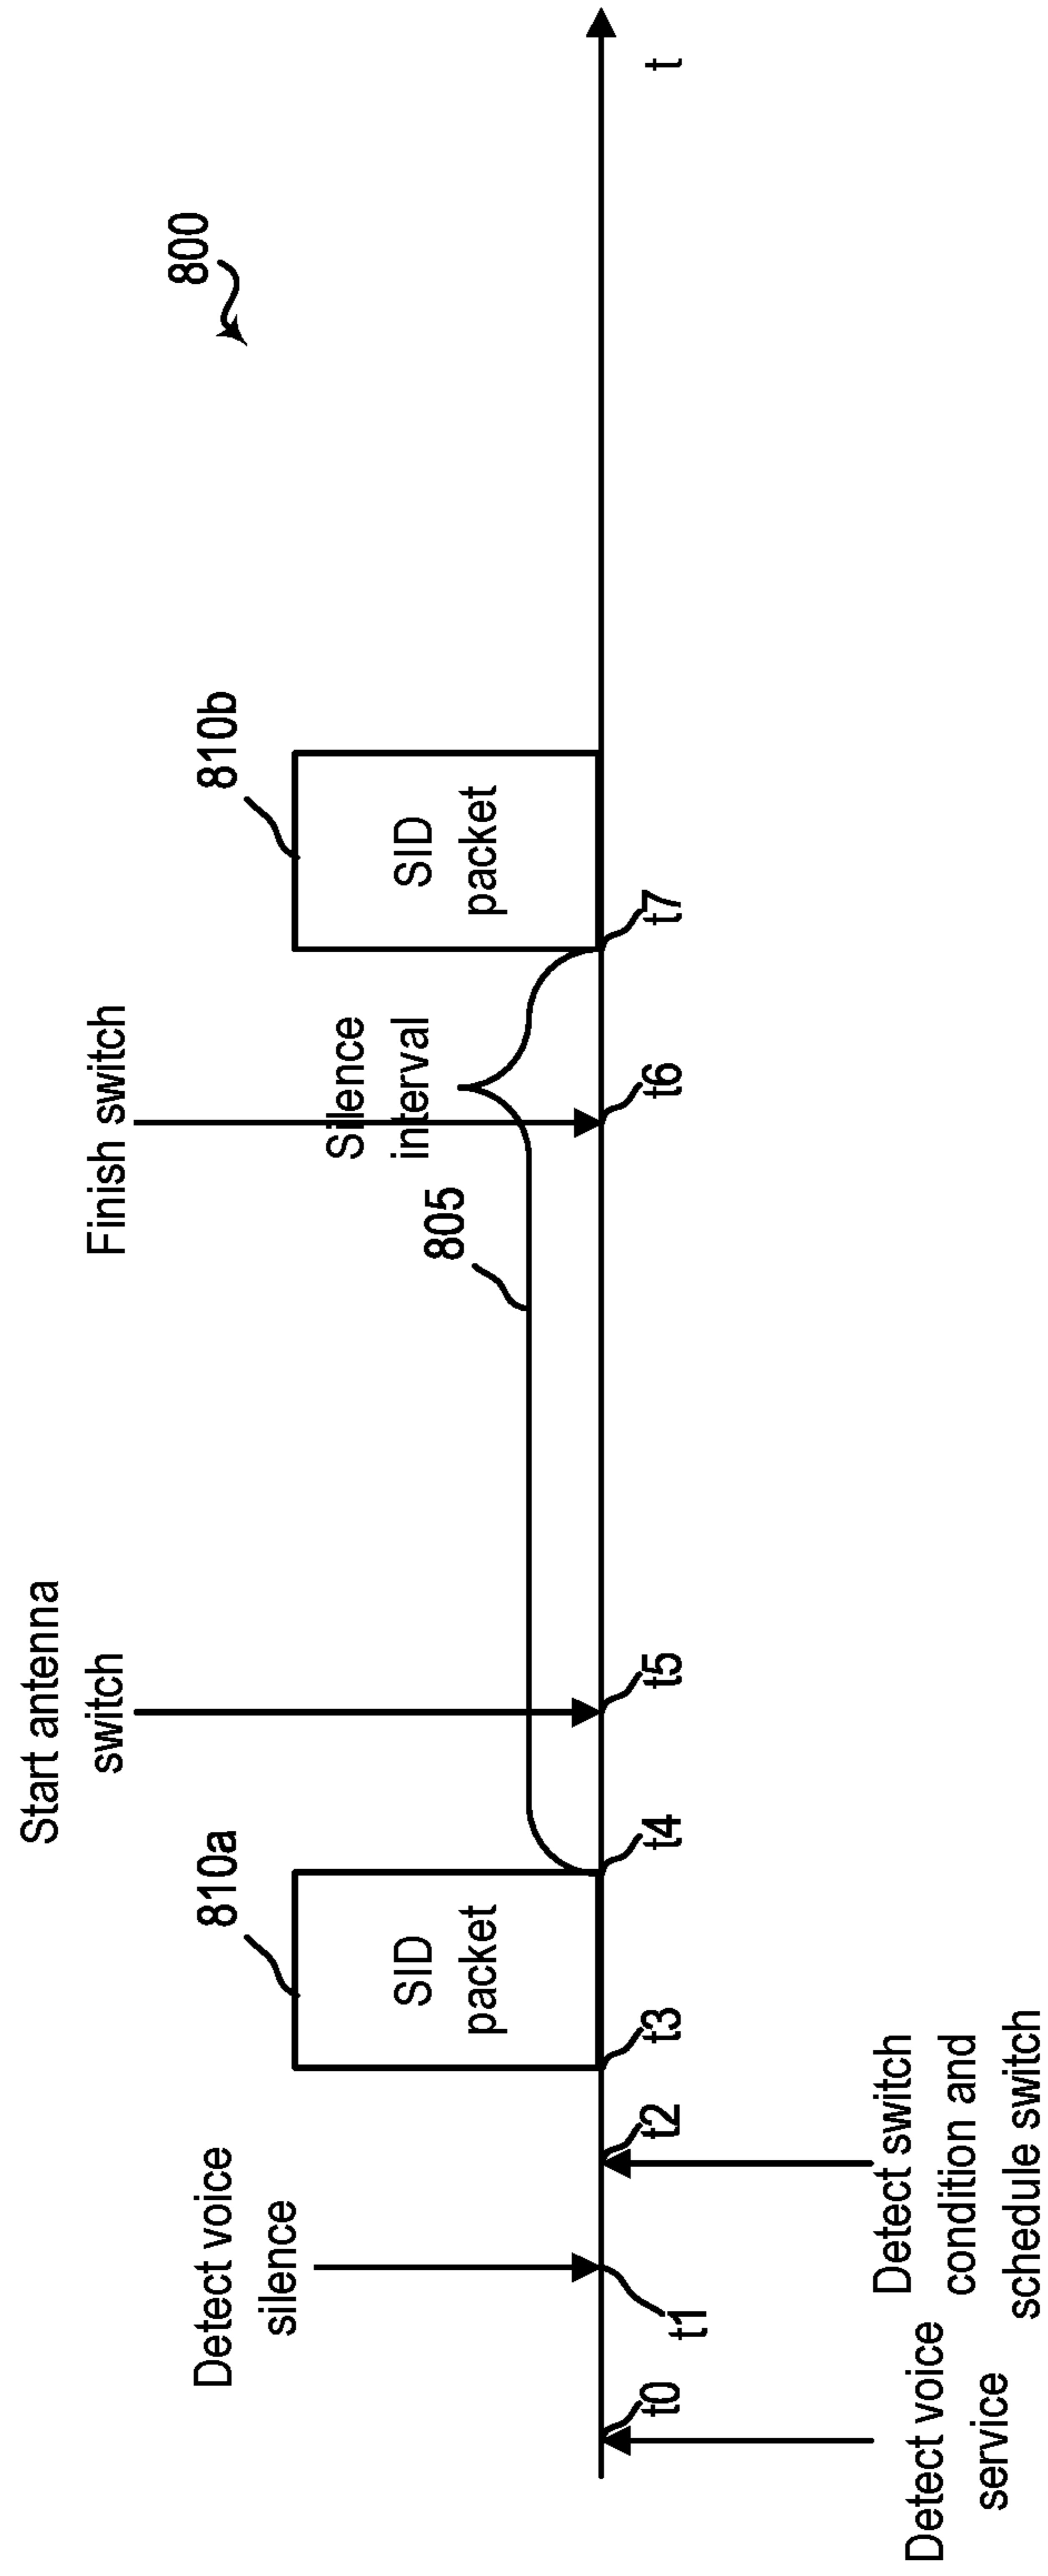 800
Start antenna
switch
Finish switch
Detect voice
silence
810a
SID
packet
805
Silence
interval
810b
SID
packet
t0
t1
t2
t3
t4
t5
t6
t7
t
Detect voice
service
Detect switch
condition and
schedule switch